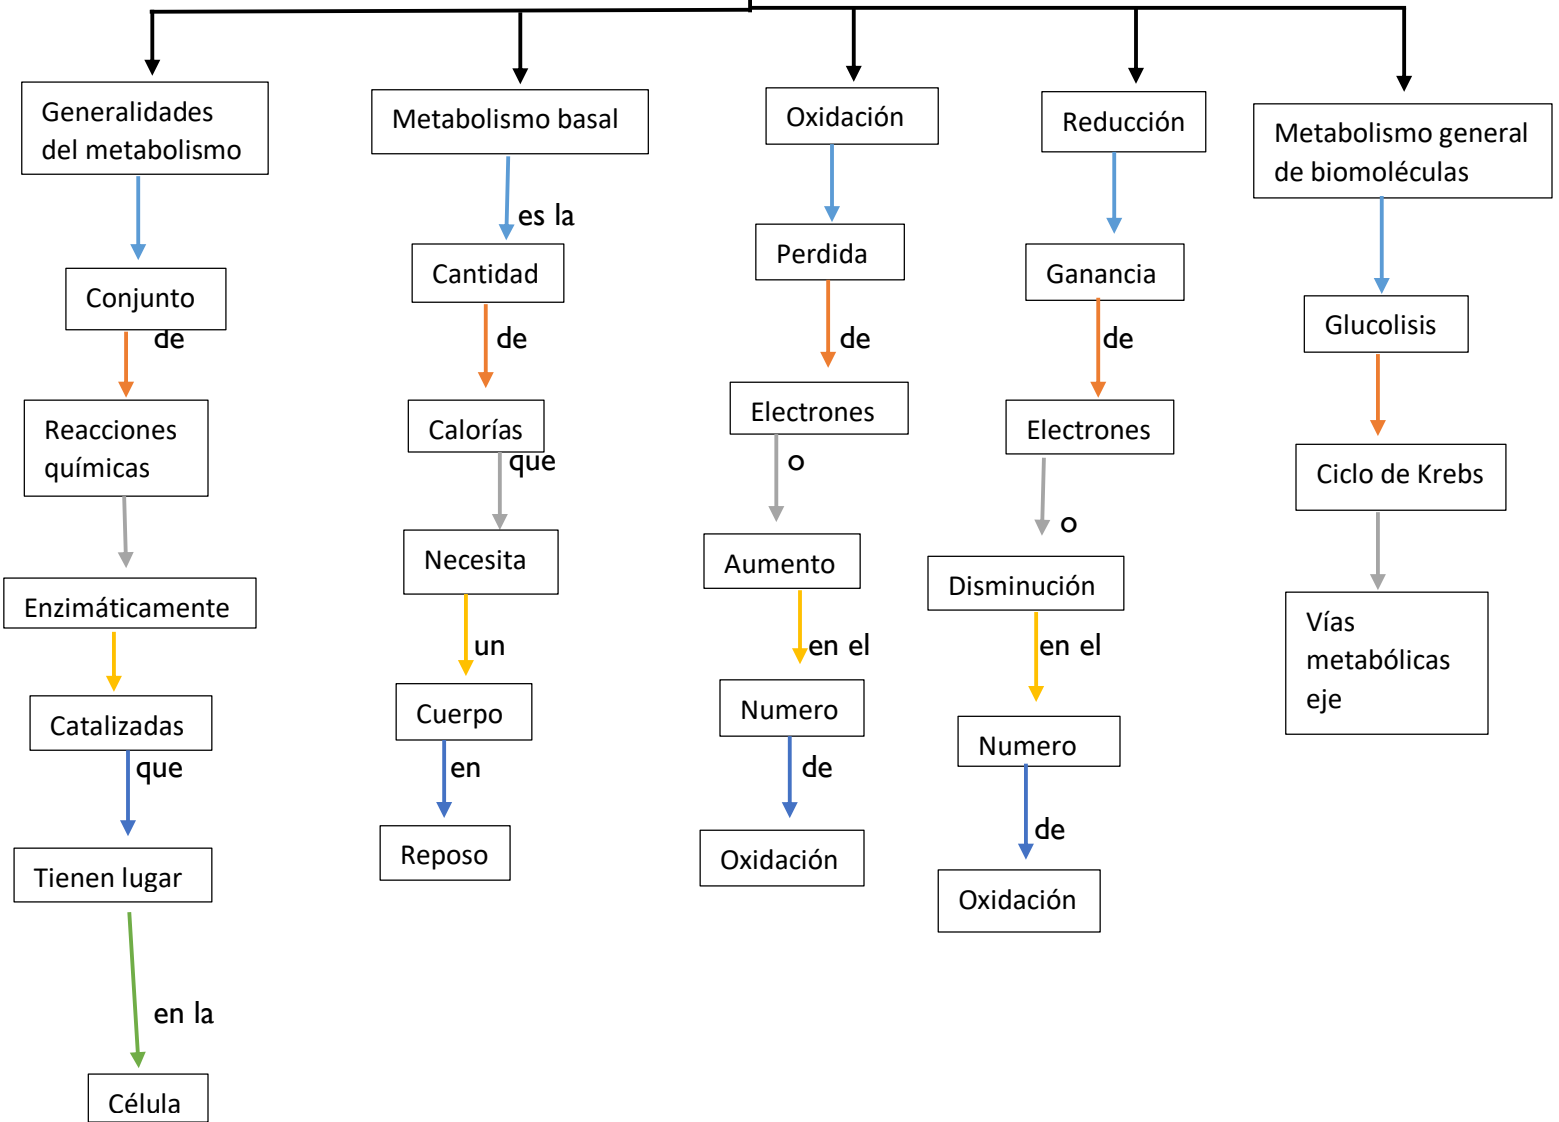 Generalidades
del metabolismo
Conjunto
de
Reacciones
químicas
Enzimáticamente
Catalizadas
que
Tienen lugar
en la
Célula
Metabolismo basal
es la
Cantidad
de
Calorías
que
Necesita
un
Cuerpo
en
Reposo
Oxidación
Perdida
de
Electrones
o
Aumento
en el
Numero
de
Oxidación
Reducción
Ganancia
de
Electrones
o
Disminución
en el
Numero
de
Oxidación
Metabolismo general
de biomoléculas
Glucolisis
Ciclo de Krebs
Vías
metabólicas
eje